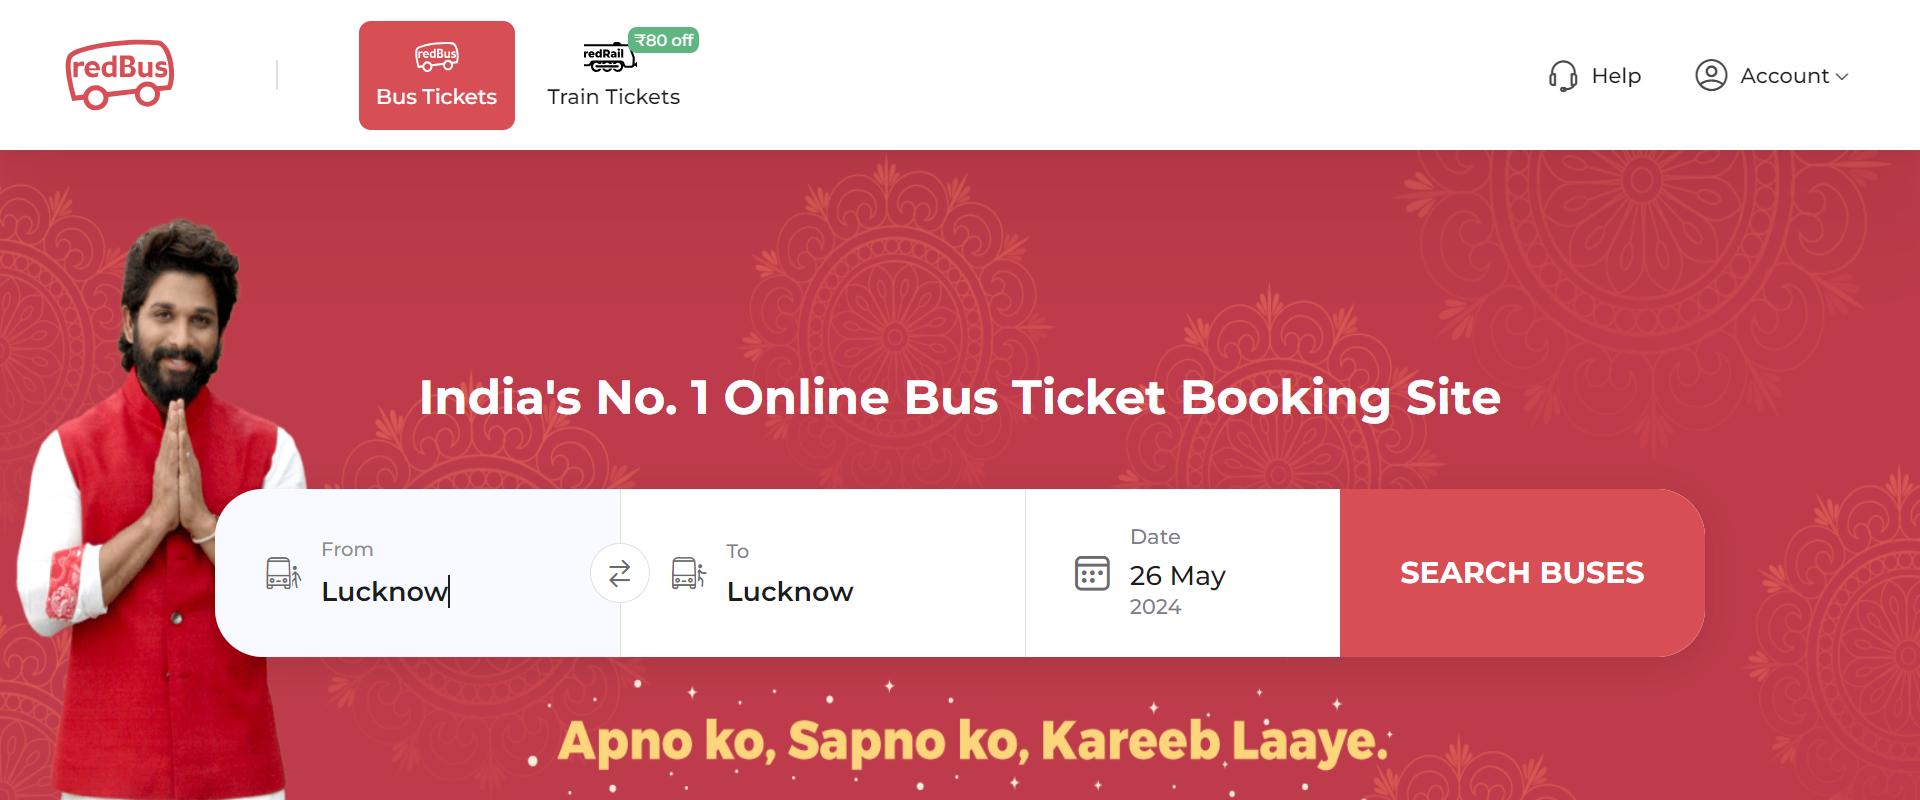 redBus
redBus
Bus Tickets
redRail
₹80 off
Train Tickets
Help
Account
India's No. 1 Online Bus Ticket Booking Site
From
Lucknow
To
Lucknow
Date
26 May
2024
SEARCH BUSES
Apno ko, Sapno ko, Kareeb Laaye.